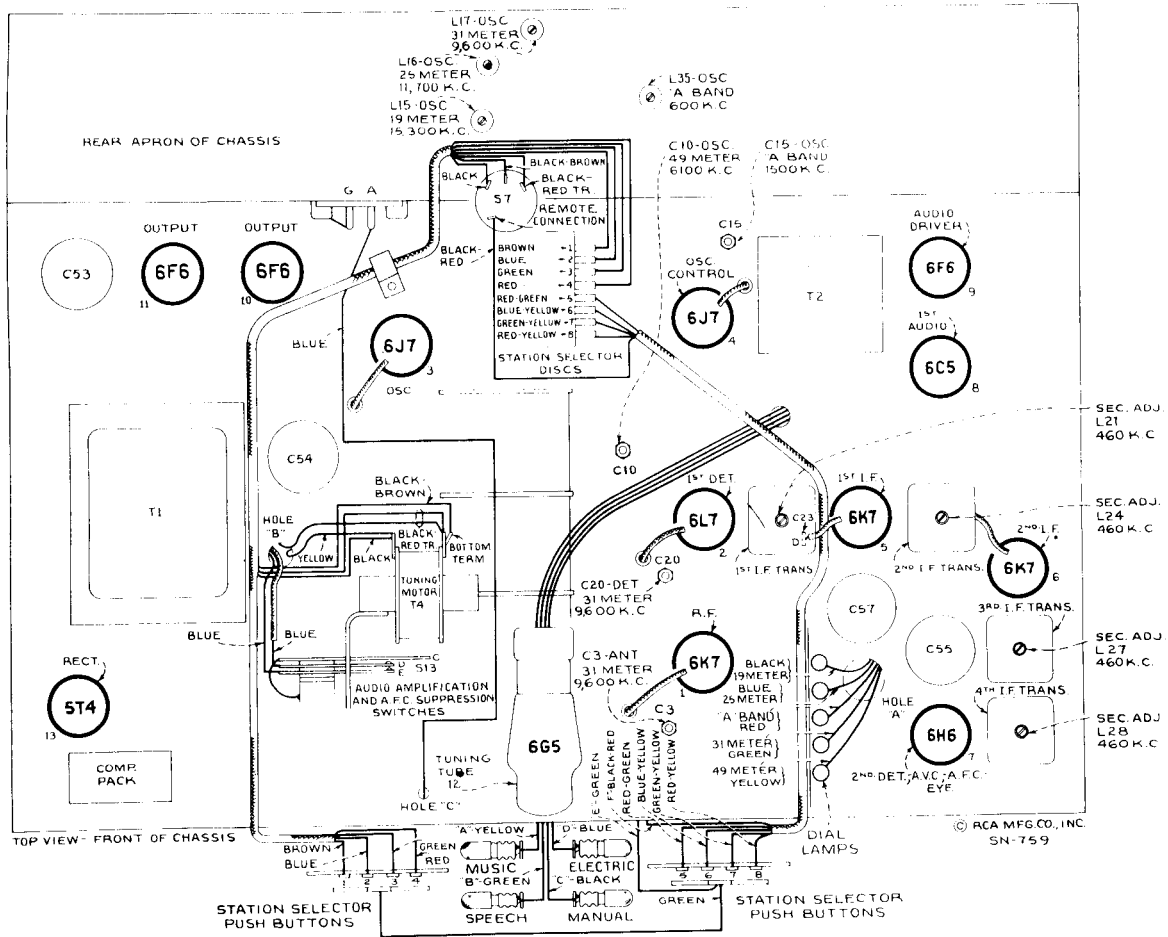 L17-OSC
31 METER
9,600 K.C.
L16-OSC.
25 METER
11,700 K.C.
L15-OSC
19 METER
15,300 K.C.
L35-OSC
"A" BAND
600 K.C
REAR APRON OF CHASSIS
C10-OSC.
49 METER
6100 K.C
C15-OSC
"A" BAND
1500 K.C.
BLACK-BROWN
BLACK
BLACK-
RED TR.
S7
REMOTE
CONNECTION
G A
BLACK-
RED
BROWN -1
BLUE -2
GREEN -3
RED -4
RED-GREEN -5
BLUE-YELLOW -6
GREEN-YELLOW -7
RED-YELLOW -8
STATION SELECTOR
DISCS
C53
OUTPUT
6F6
11
OUTPUT
6F6
10
BLUE
6J7
3
OSC
OSC.
CONTROL
6J7
4
C15
T2
AUDIO
DRIVER
6F6
9
1ST
AUDIO
6C5
8
SEC. ADJ.
L21
460 K.C
T1
C54
C10
BLACK-
BROWN
HOLE
"B"
YELLOW
BLACK
BLACK-
RED TR.
BOTTOM
TERM
TUNING
MOTOR
T4
1ST DET.
6L7
2
C20
C20-DET
31 METER
9,600 K.C
C23
1ST I.F TRANS
1ST I.F.
6K7
5
2ND I.F TRANS.
SEC. ADJ.
L24
460 K.C
2ND I.F.
6K7
6
C57
C55
3RD I.F. TRANS.
SEC. ADJ.
L27
460 K.C.
4TH I.F. TRANS.
SEC. ADJ
L28
460 K.C
BLUE
BLUE
C
D
E
S13
AUDIO AMPLIFICATION
AND A.F.C. SUPPRESSION
SWITCHES
RECT.
5T4
13
COMP.
PACK
C3-ANT
31 METER
9,600 K.C.
R.F.
6K7
1
C3
BLACK
19 METER
BLUE
25 METER
"A" BAND
RED
31 METER
GREEN
49 METER
YELLOW
HOLE
"A"
6H6
7
2ND. DET., A.V.C., A.F.C.
EYE.
DIAL
LAMPS
6G5
TUNING
TUBE
12
HOLE "C"
"E"-GREEN
"F"-BLACK-RED
RED-GREEN
BLUE-YELLOW
GREEN-YELLOW
RED-YELLOW
TOP VIEW - FRONT OF CHASSIS
© RCA MFG. CO., INC.
SN-759
BROWN
BLUE
GREEN
RED
1 2 3 4
"A"-YELLOW
"D"-BLUE
MUSIC
ELECTRIC
"B"-GREEN
"C"-BLACK
SPEECH
MANUAL
5 6 7 8
GREEN
STATION SELECTOR
PUSH BUTTONS
STATION SELECTOR
PUSH BUTTONS